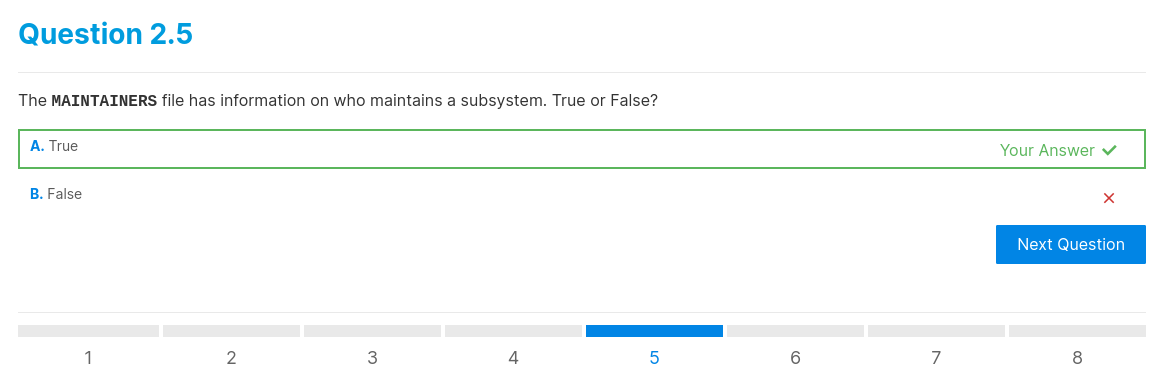 Question 2.5
The MAINTAINERS file has information on who maintains a subsystem. True or False?
A. True
Your Answer ✓
B. False
×
Next Question
1 2 3 4 5 6 7 8